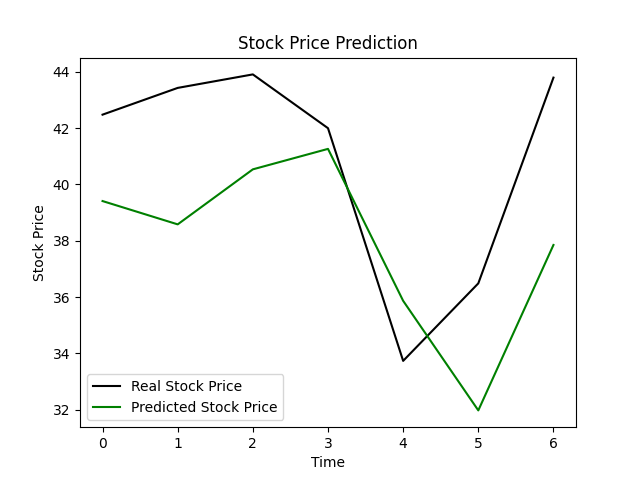 Stock Price Prediction
44
42
40
38
36
34
32
Stock Price
Real Stock Price
Predicted Stock Price
0 1 2 3 4 5 6
Time